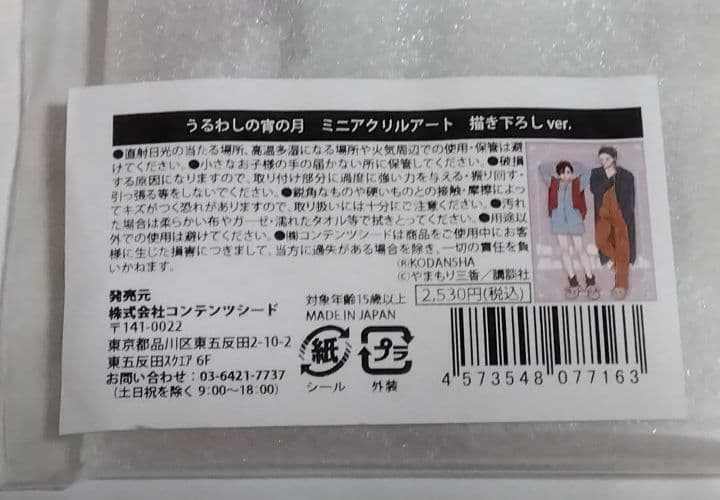 うるわしの宵の月 ミニアクリルアート 描き下ろしver.
●直射日光の当たる場所、高温多湿になる場所や火気周辺での使用・保管は避
けてください。●小さなお子様の手の届かない所に保管してください。●破損
する原因になりますので、取り付け部分に過度に強い力を与える・振り回す・
引っ張る等をしないでください。●鋭角なものや硬いものとの接触・摩擦によっ
てキズがつく恐れがありますので、取り扱いには十分にご注意ください。●汚れ
た場合は柔らかい布やガーゼ・濡れたタオル等で拭きとってください。●用途以
外での使用は避けてください。●㈱コンテンツシードは商品をご使用中にお客
様に生じた損害につきまして、当方に過失がある場合を除き、一切の責任を負
いかねます。
ⓇKODANSHA
©やまもり三香／講談社
発売元
株式会社コンテンツシード
〒141-0022
東京都品川区東五反田2-10-2
東五反田ｽｸｴｱ 6F
お問い合わせ：03-6421-7737
（土日祝を除く 9:00〜18:00）
対象年齢15歳以上
MADE IN JAPAN
2,530円(税込)
紙
シール
プラ
外装
4 573548 077163